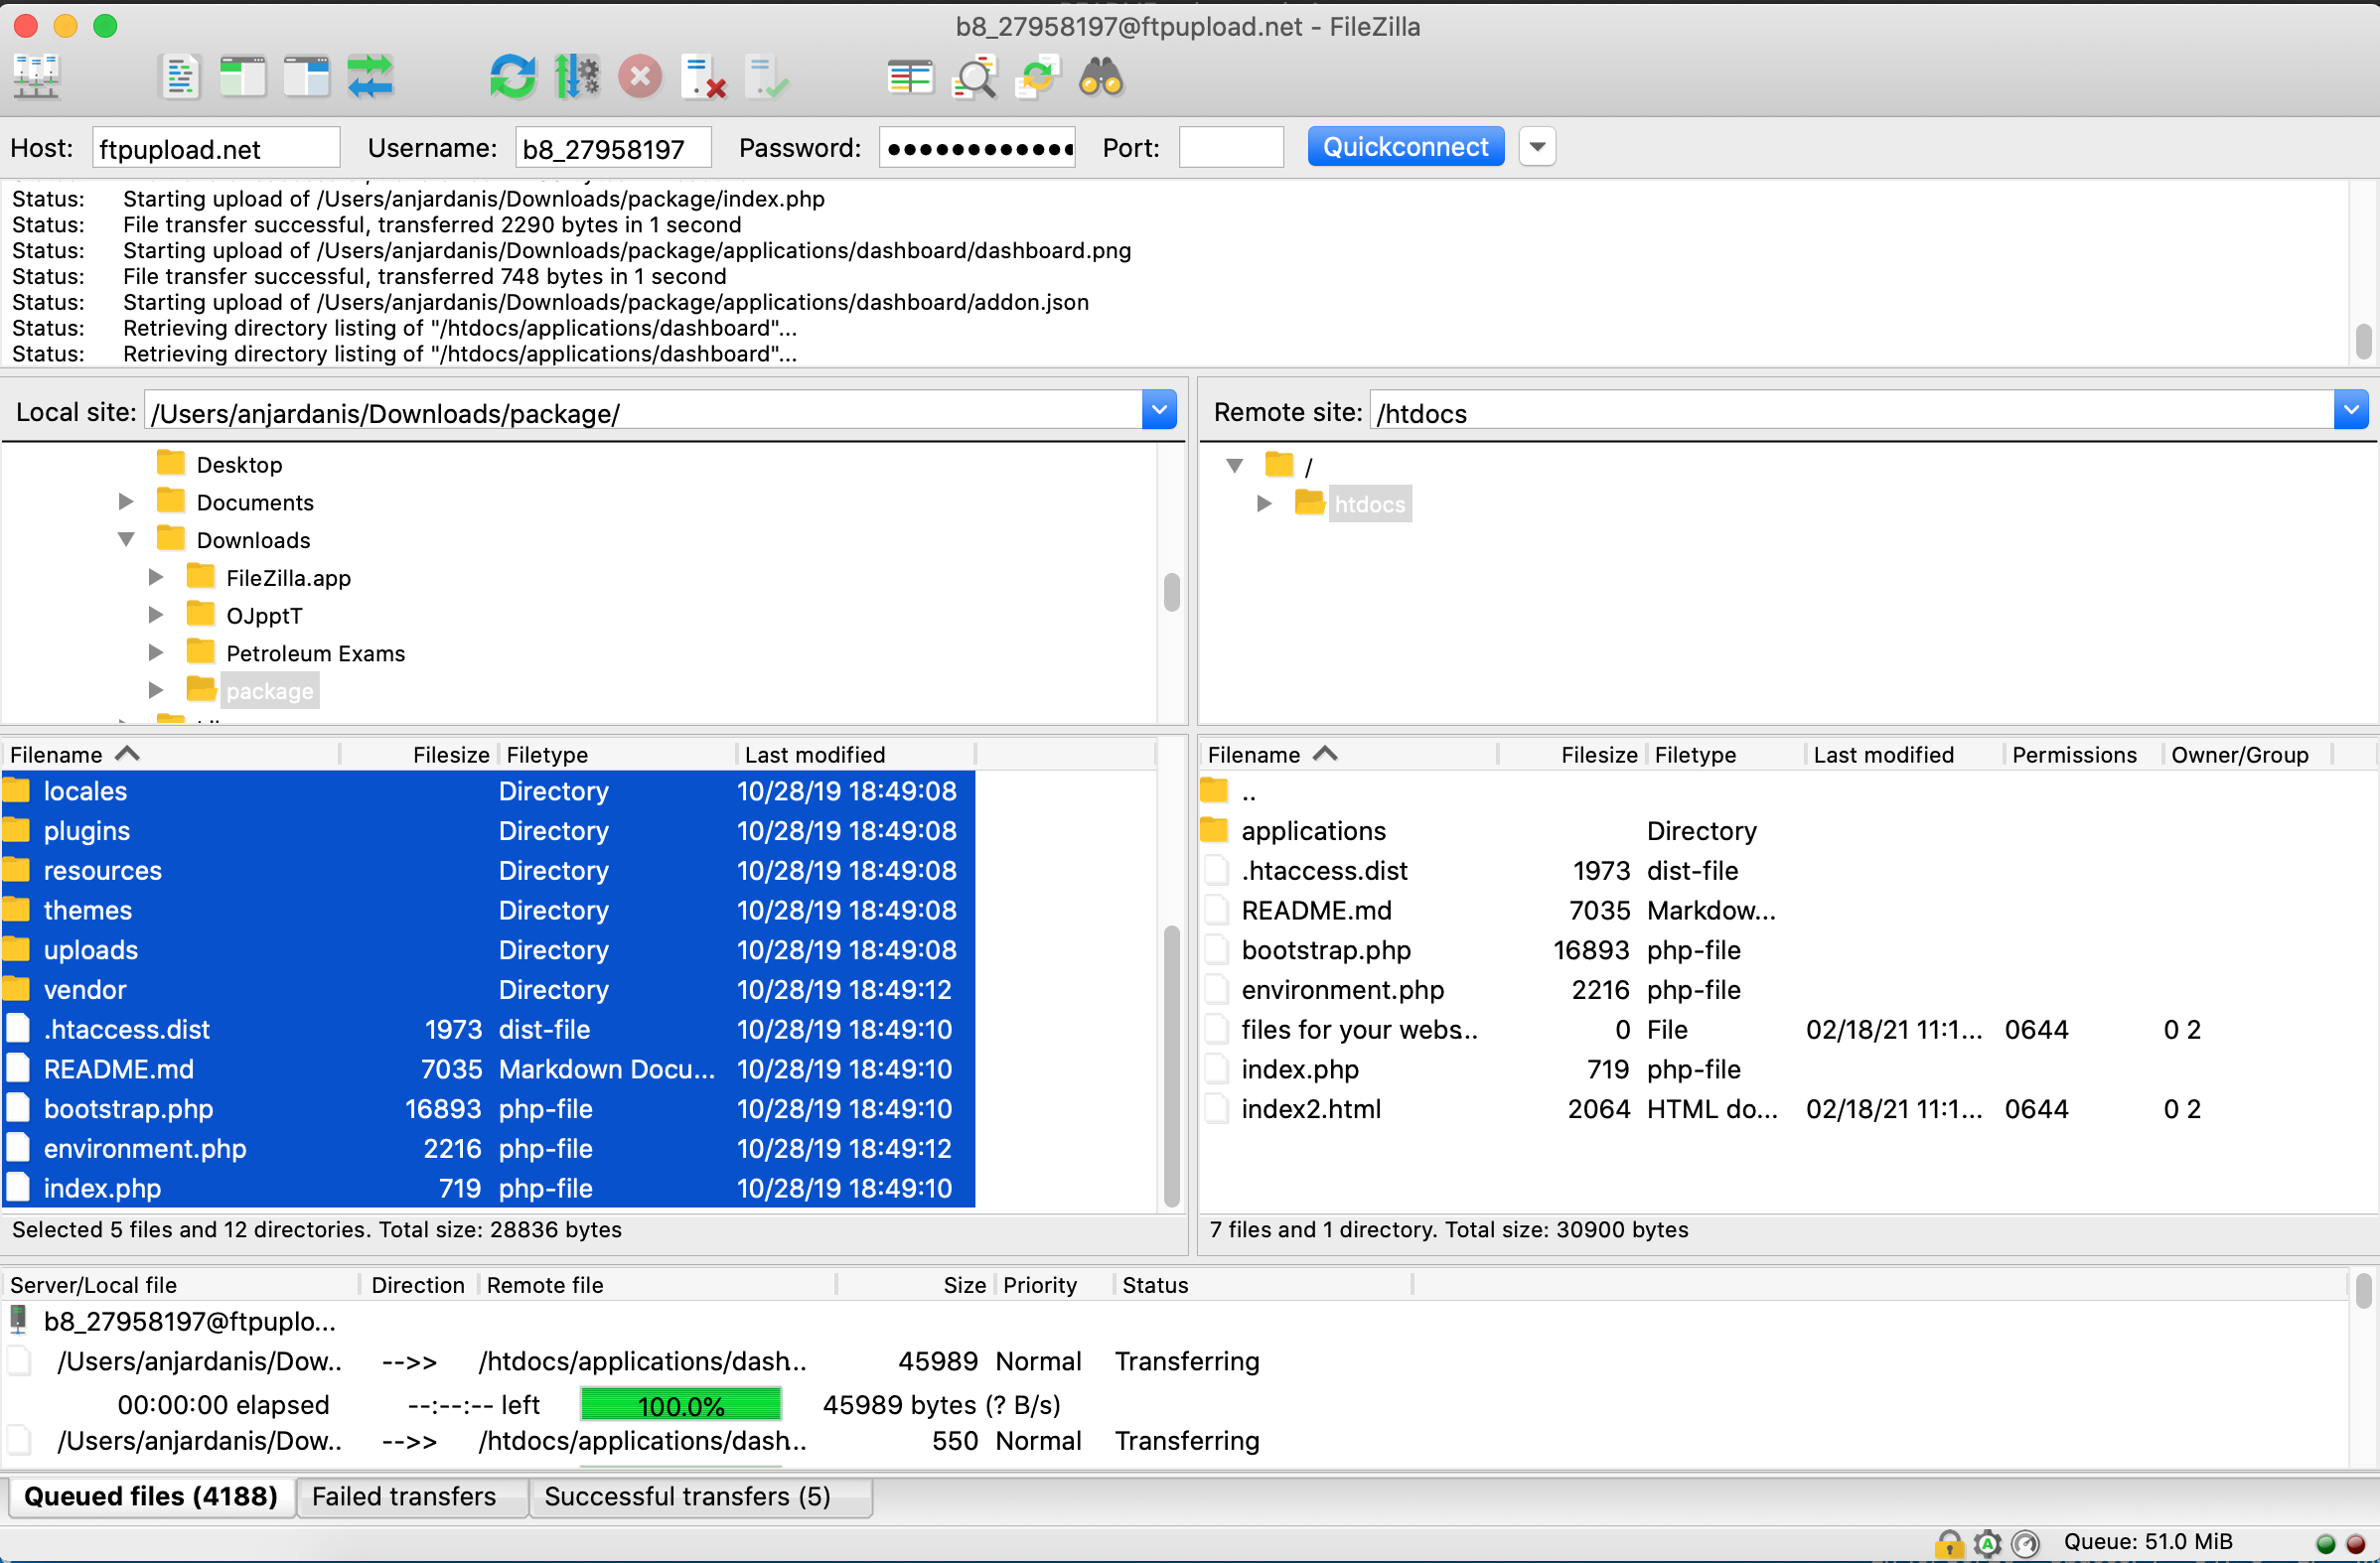 b8_27958197@ftpupload.net - FileZilla
Host: ftpupload.net Username: b8_27958197 Password: ●●●●●●●●●●●● Port: Quickconnect
Status: Starting upload of /Users/anjardanis/Downloads/package/index.php
Status: File transfer successful, transferred 2290 bytes in 1 second
Status: Starting upload of /Users/anjardanis/Downloads/package/applications/dashboard/dashboard.png
Status: File transfer successful, transferred 748 bytes in 1 second
Status: Starting upload of /Users/anjardanis/Downloads/package/applications/dashboard/addon.json
Status: Retrieving directory listing of "/htdocs/applications/dashboard"...
Status: Retrieving directory listing of "/htdocs/applications/dashboard"...
Local site: /Users/anjardanis/Downloads/package/
Desktop
Documents
Downloads
FileZilla.app
OJpptT
Petroleum Exams
package
Remote site: /htdocs
/
htdocs
Filename Filesize Filetype Last modified
locales Directory 10/28/19 18:49:08
plugins Directory 10/28/19 18:49:08
resources Directory 10/28/19 18:49:08
themes Directory 10/28/19 18:49:08
uploads Directory 10/28/19 18:49:08
vendor Directory 10/28/19 18:49:12
.htaccess.dist 1973 dist-file 10/28/19 18:49:10
README.md 7035 Markdown Docu... 10/28/19 18:49:10
bootstrap.php 16893 php-file 10/28/19 18:49:10
environment.php 2216 php-file 10/28/19 18:49:12
index.php 719 php-file 10/28/19 18:49:10
Selected 5 files and 12 directories. Total size: 28836 bytes
Filename Filesize Filetype Last modified Permissions Owner/Group
..
applications Directory
.htaccess.dist 1973 dist-file
README.md 7035 Markdow...
bootstrap.php 16893 php-file
environment.php 2216 php-file
files for your webs.. 0 File 02/18/21 11:1... 0644 0 2
index.php 719 php-file
index2.html 2064 HTML do... 02/18/21 11:1... 0644 0 2
7 files and 1 directory. Total size: 30900 bytes
Server/Local file Direction Remote file Size Priority Status
b8_27958197@ftpuplo...
/Users/anjardanis/Dow.. -->> /htdocs/applications/dash... 45989 Normal Transferring
00:00:00 elapsed --:--:-- left 100.0% 45989 bytes (? B/s)
/Users/anjardanis/Dow.. -->> /htdocs/applications/dash... 550 Normal Transferring
Queued files (4188) Failed transfers Successful transfers (5)
Queue: 51.0 MiB